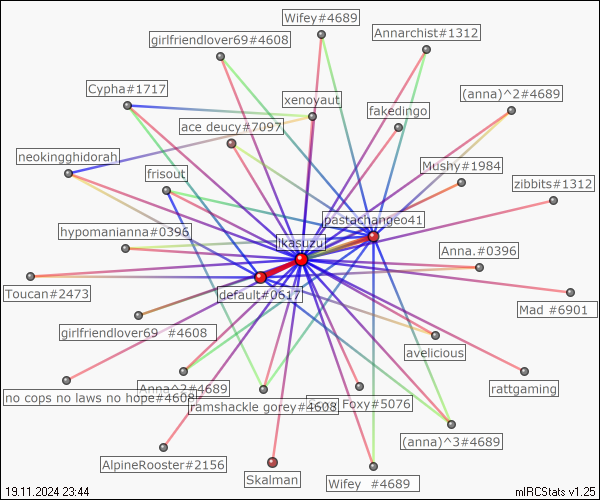 Wifey#4689
girlfriendlover69#4608
Annarchist#1312
Cypha#1717
xenoyaut
(anna)^2#4689
fakedingo
ace deucy#7097
neokingghidorah
Mushy#1984
frisout
zibbits#1312
pastachangeo41
hypomanianna#0396
ikasuzu
Anna.#0396
Toucan#2473
default#0617
Mad #6901
girlfriendlover69 #4608
avelicious
Anna^2#4689
rattgaming
no cops no laws no hope#4608
ramshackle gorey#4608
Foxy#5076
(anna)^3#4689
AlpineRooster#2156
Skalman
Wifey #4689
19.11.2024 23:44
mIRCStats v1.25